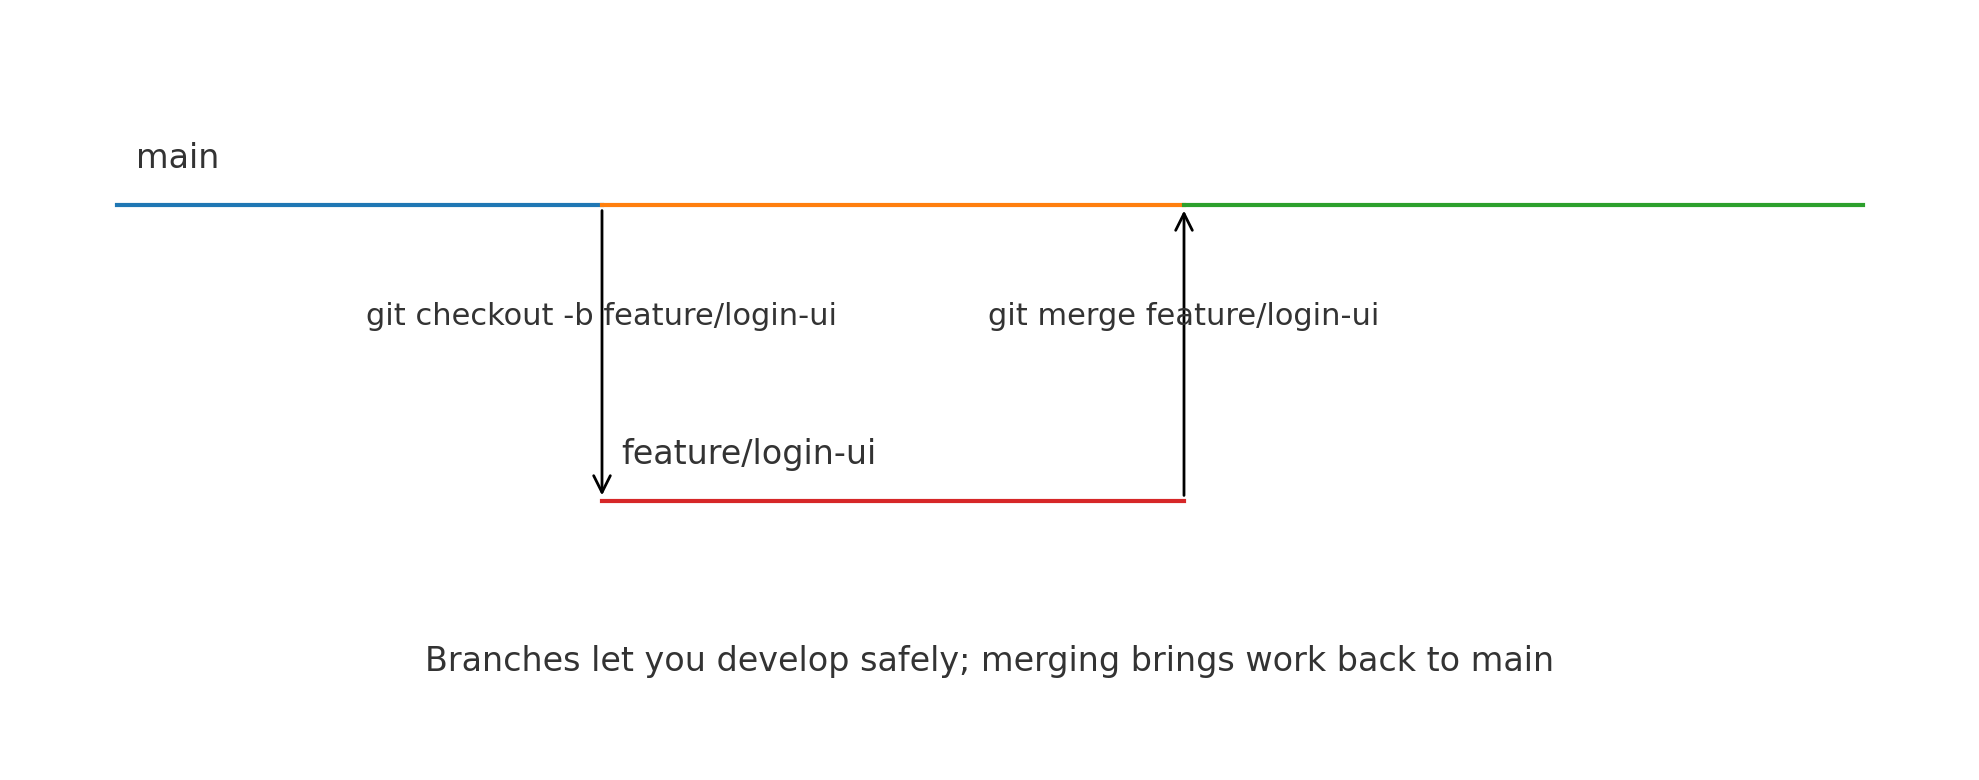 main
git checkout -b feature/login-ui
git merge feature/login-ui
feature/login-ui
Branches let you develop safely; merging brings work back to main